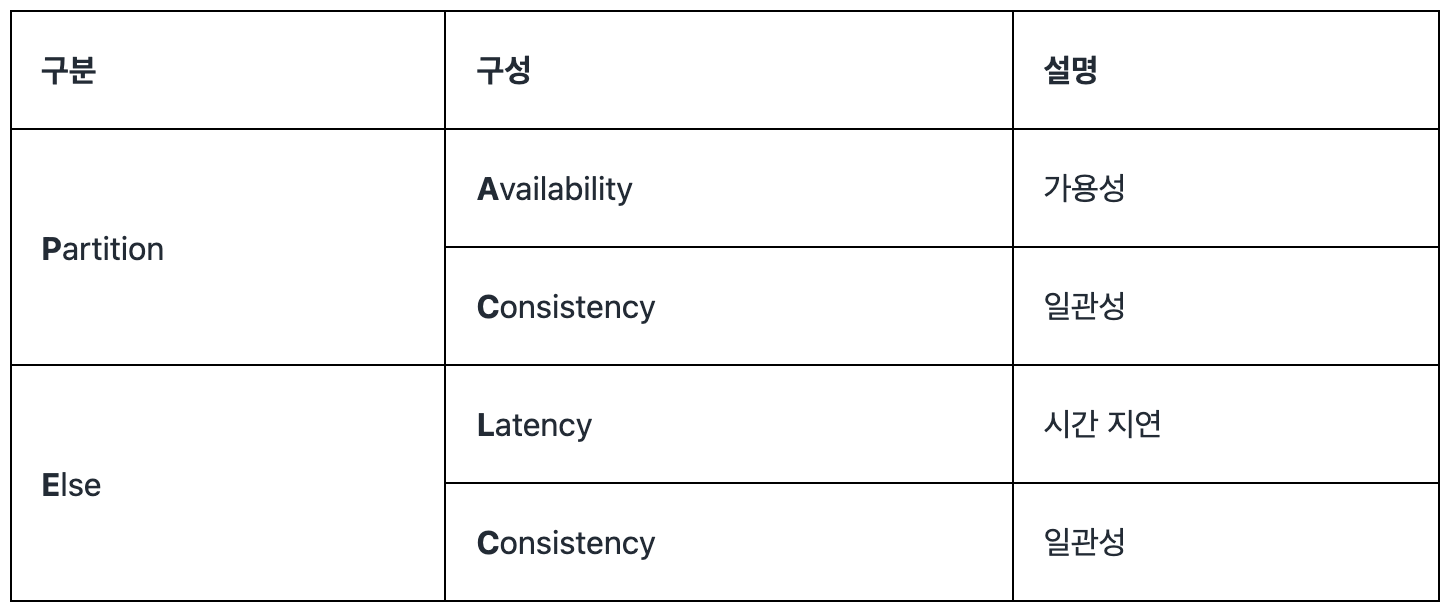 구분 구성 설명
Partition
Availability 가용성
Consistency 일관성
Else
Latency 시간 지연
Consistency 일관성